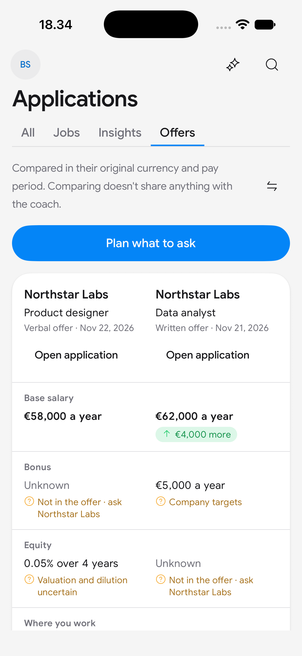 18.34
BS
Applications
All Jobs Insights Offers
Compared in their original currency and pay
period. Comparing doesn't share anything with
the coach.
Plan what to ask
Northstar Labs Northstar Labs
Product designer Data analyst
Verbal offer · Nov 22, 2026 Written offer · Nov 21, 2026
Open application Open application
Base salary
€58,000 a year €62,000 a year
↑ €4,000 more
Bonus
Unknown €5,000 a year
Not in the offer · ask Company targets
Northstar Labs
Equity
0.05% over 4 years Unknown
Valuation and dilution Not in the offer · ask
uncertain Northstar Labs
Where you work